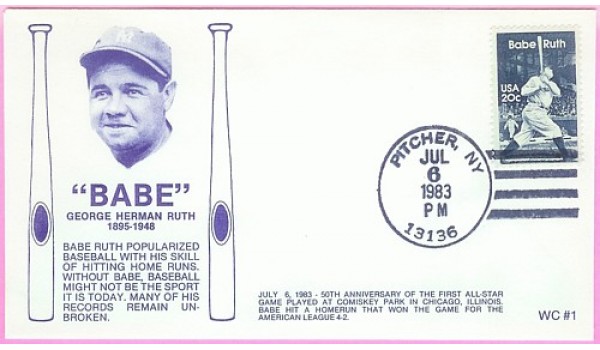 "BABE"
GEORGE HERMAN RUTH
1895-1948
BABE RUTH POPULARIZED
BASEBALL WITH HIS SKILL
OF HITTING HOME RUNS.
WITHOUT BABE, BASEBALL
MIGHT NOT BE THE SPORT
IT IS TODAY. MANY OF HIS
RECORDS REMAIN UN-
BROKEN.
Babe Ruth
USA
20c
PITCHER, NY
JUL
6
1983
PM
13136
JULY 6, 1983 - 50TH ANNIVERSARY OF THE FIRST ALL-STAR
GAME PLAYED AT COMISKEY PARK IN CHICAGO, ILLINOIS.
BABE HIT A HOMERUN THAT WON THE GAME FOR THE
AMERICAN LEAGUE 4-2.
WC #1